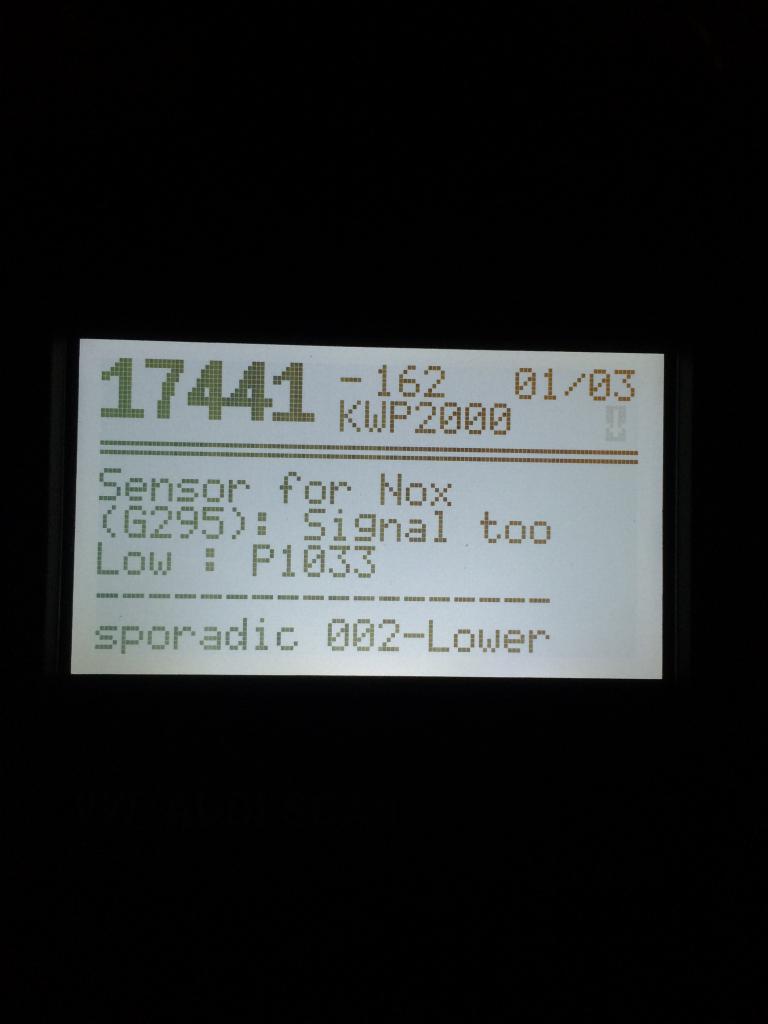 17441 -162 01/03
KWP2000
Sensor for Nox
(G295): Signal too
Low : P1033
------------------
sporadic 002-Lower